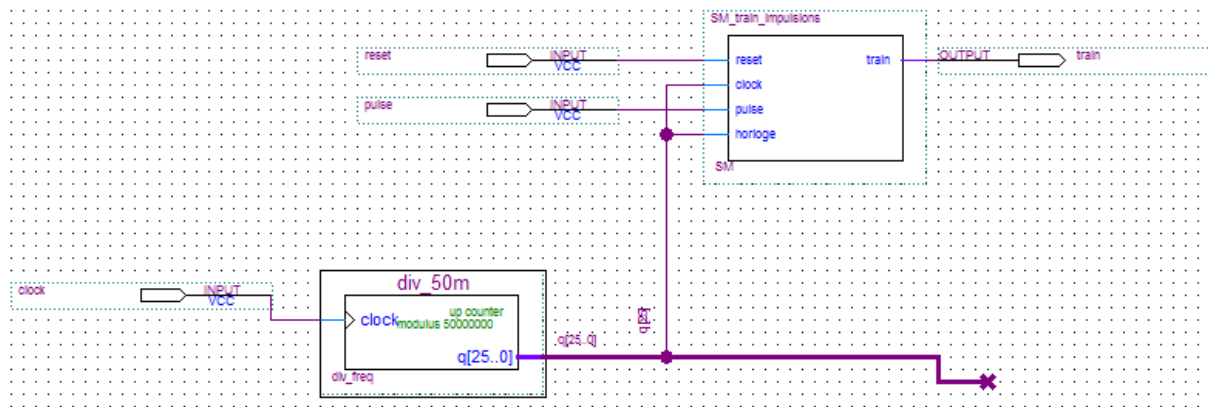 SM_train_impulsions
reset
INPUT
VCC
reset
train
OUTPUT
train
clock
pulse
INPUT
VCC
pulse
horloge
SM
div_50m
clock
INPUT
VCC
clock
up counter
modulus 50000000
q[25..0]
q[25..0]
div_freq